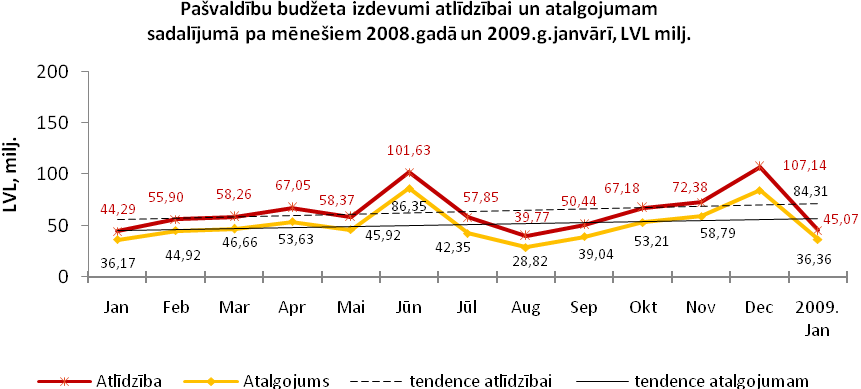 Pašvaldību budžeta izdevumi atlīdzībai un atalgojumam
sadalījumā pa mēnešiem 2008.gadā un 2009.g.janvārī, LVL milj.
LVL, milj.
200
150
100
50
0
44,29 55,90 58,26 67,05 58,37 101,63 57,85 39,77 50,44 67,18 72,38 107,14 45,07
36,17 44,92 46,66 53,63 45,92 86,35 42,35 28,82 39,04 53,21 58,79 84,31 36,36
Jan Feb Mar Apr Mai Jūn Jūl Aug Sep Okt Nov Dec 2009.
Jan
Atlīdzība Atalgojums tendence atlīdzībai tendence atalgojumam